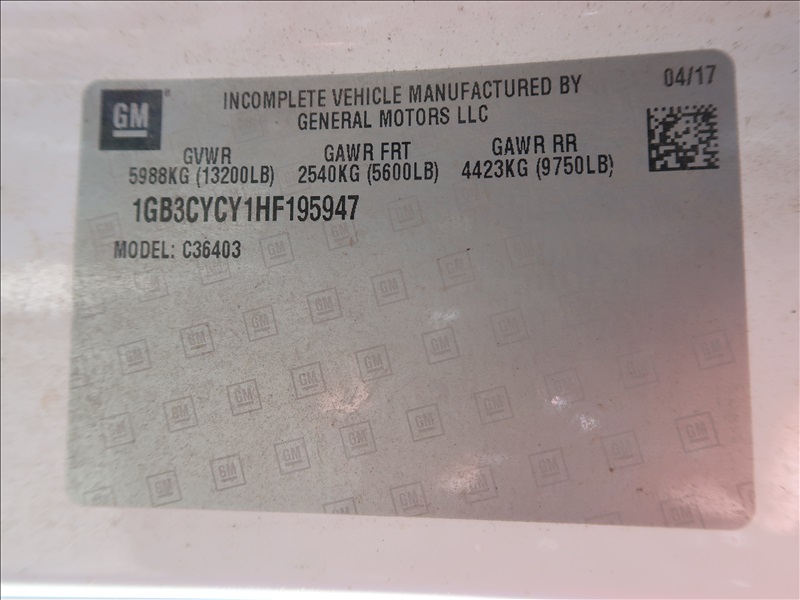 GM
04/17
INCOMPLETE VEHICLE MANUFACTURED BY
GENERAL MOTORS LLC
GVWR GAWR FRT GAWR RR
5988KG (13200LB) 2540KG (5600LB) 4423KG (9750LB)
1GB3CYCY1HF195947
MODEL: C36403